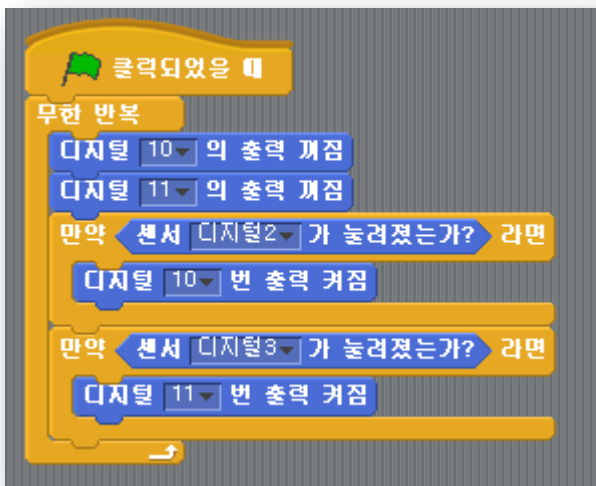 클릭되었을 때
무한 반복
디지털 10 의 출력 꺼짐
디지털 11 의 출력 꺼짐
만약 센서 디지털2 가 눌려졌는가? 라면
디지털 10 번 출력 켜짐
만약 센서 디지털3 가 눌려졌는가? 라면
디지털 11 번 출력 켜짐